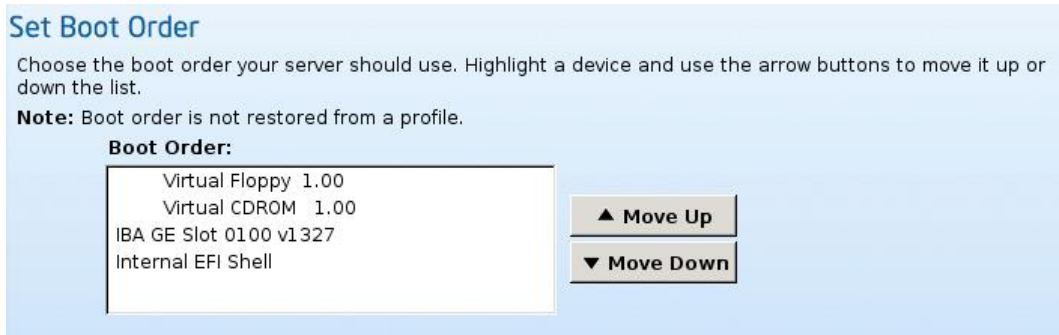 Set Boot Order
Choose the boot order your server should use. Highlight a device and use the arrow buttons to move it up or
down the list.
Note: Boot order is not restored from a profile.
Boot Order:
Virtual Floppy 1.00
Virtual CDROM 1.00
IBA GE Slot 0100 v1327
Internal EFI Shell
▲ Move Up
▼ Move Down